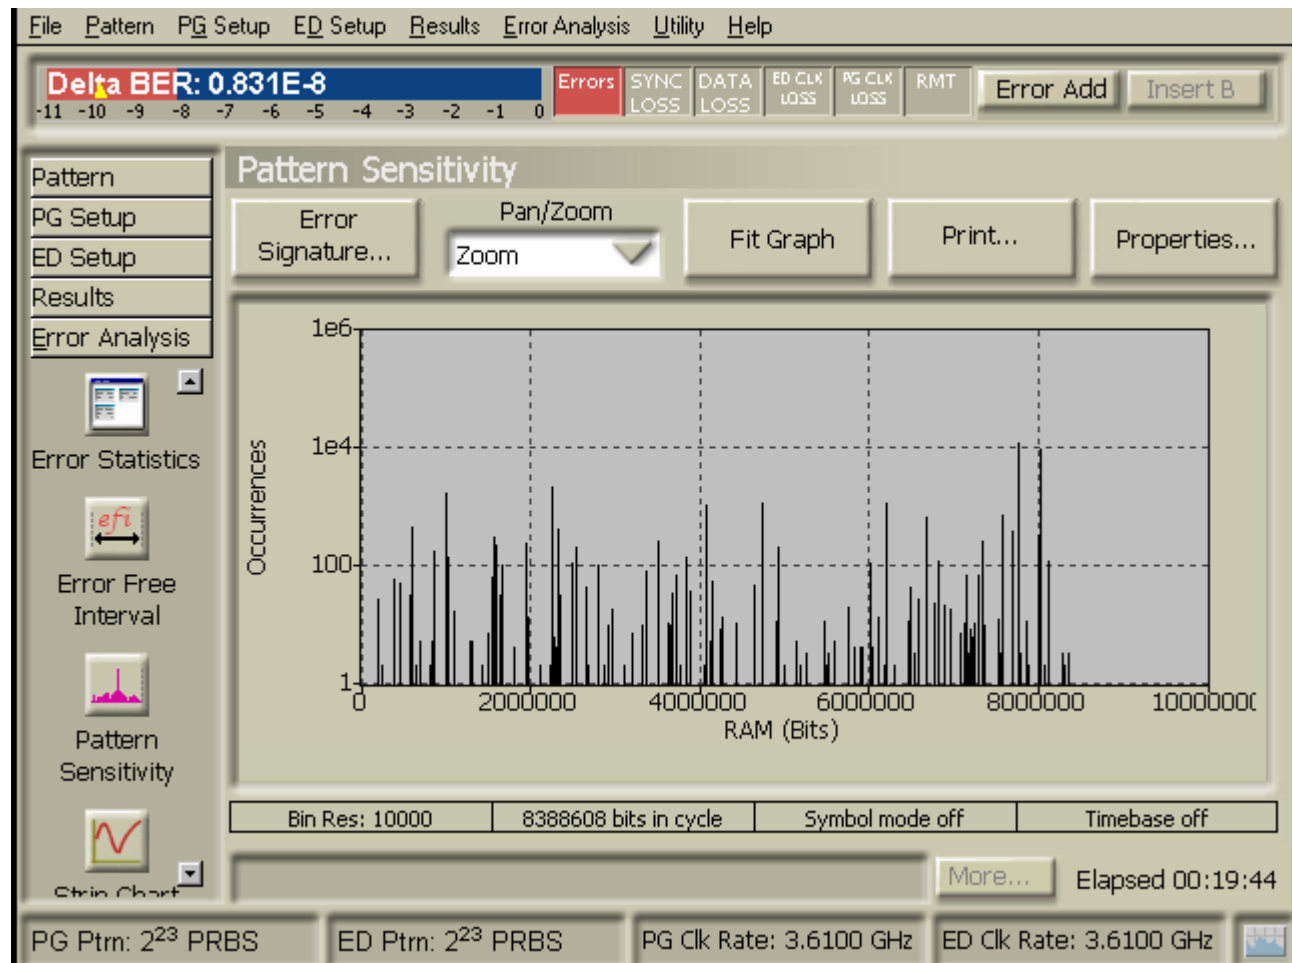 File Pattern PG Setup ED Setup Results Error Analysis Utility Help
Delta BER: 0.831E-8
-11 -10 -9 -8 -7 -6 -5 -4 -3 -2 -1 0
Errors
SYNC LOSS
DATA LOSS
ED CLK LOSS
PG CLK LOSS
RMT
Error Add
Insert B
Pattern
PG Setup
ED Setup
Results
Error Analysis
Error Statistics
efi
Error Free
Interval
Pattern
Sensitivity
Strip Chart
Pattern Sensitivity
Error
Signature...
Pan/Zoom
Zoom
Fit Graph
Print...
Properties...
1e6
1e4
100
1
Occurrences
0 2000000 4000000 6000000 8000000 10000000
RAM (Bits)
Bin Res: 10000 8388608 bits in cycle Symbol mode off Timebase off
More...
Elapsed 00:19:44
PG Ptrn: 2²³ PRBS ED Ptrn: 2²³ PRBS PG Clk Rate: 3.6100 GHz ED Clk Rate: 3.6100 GHz